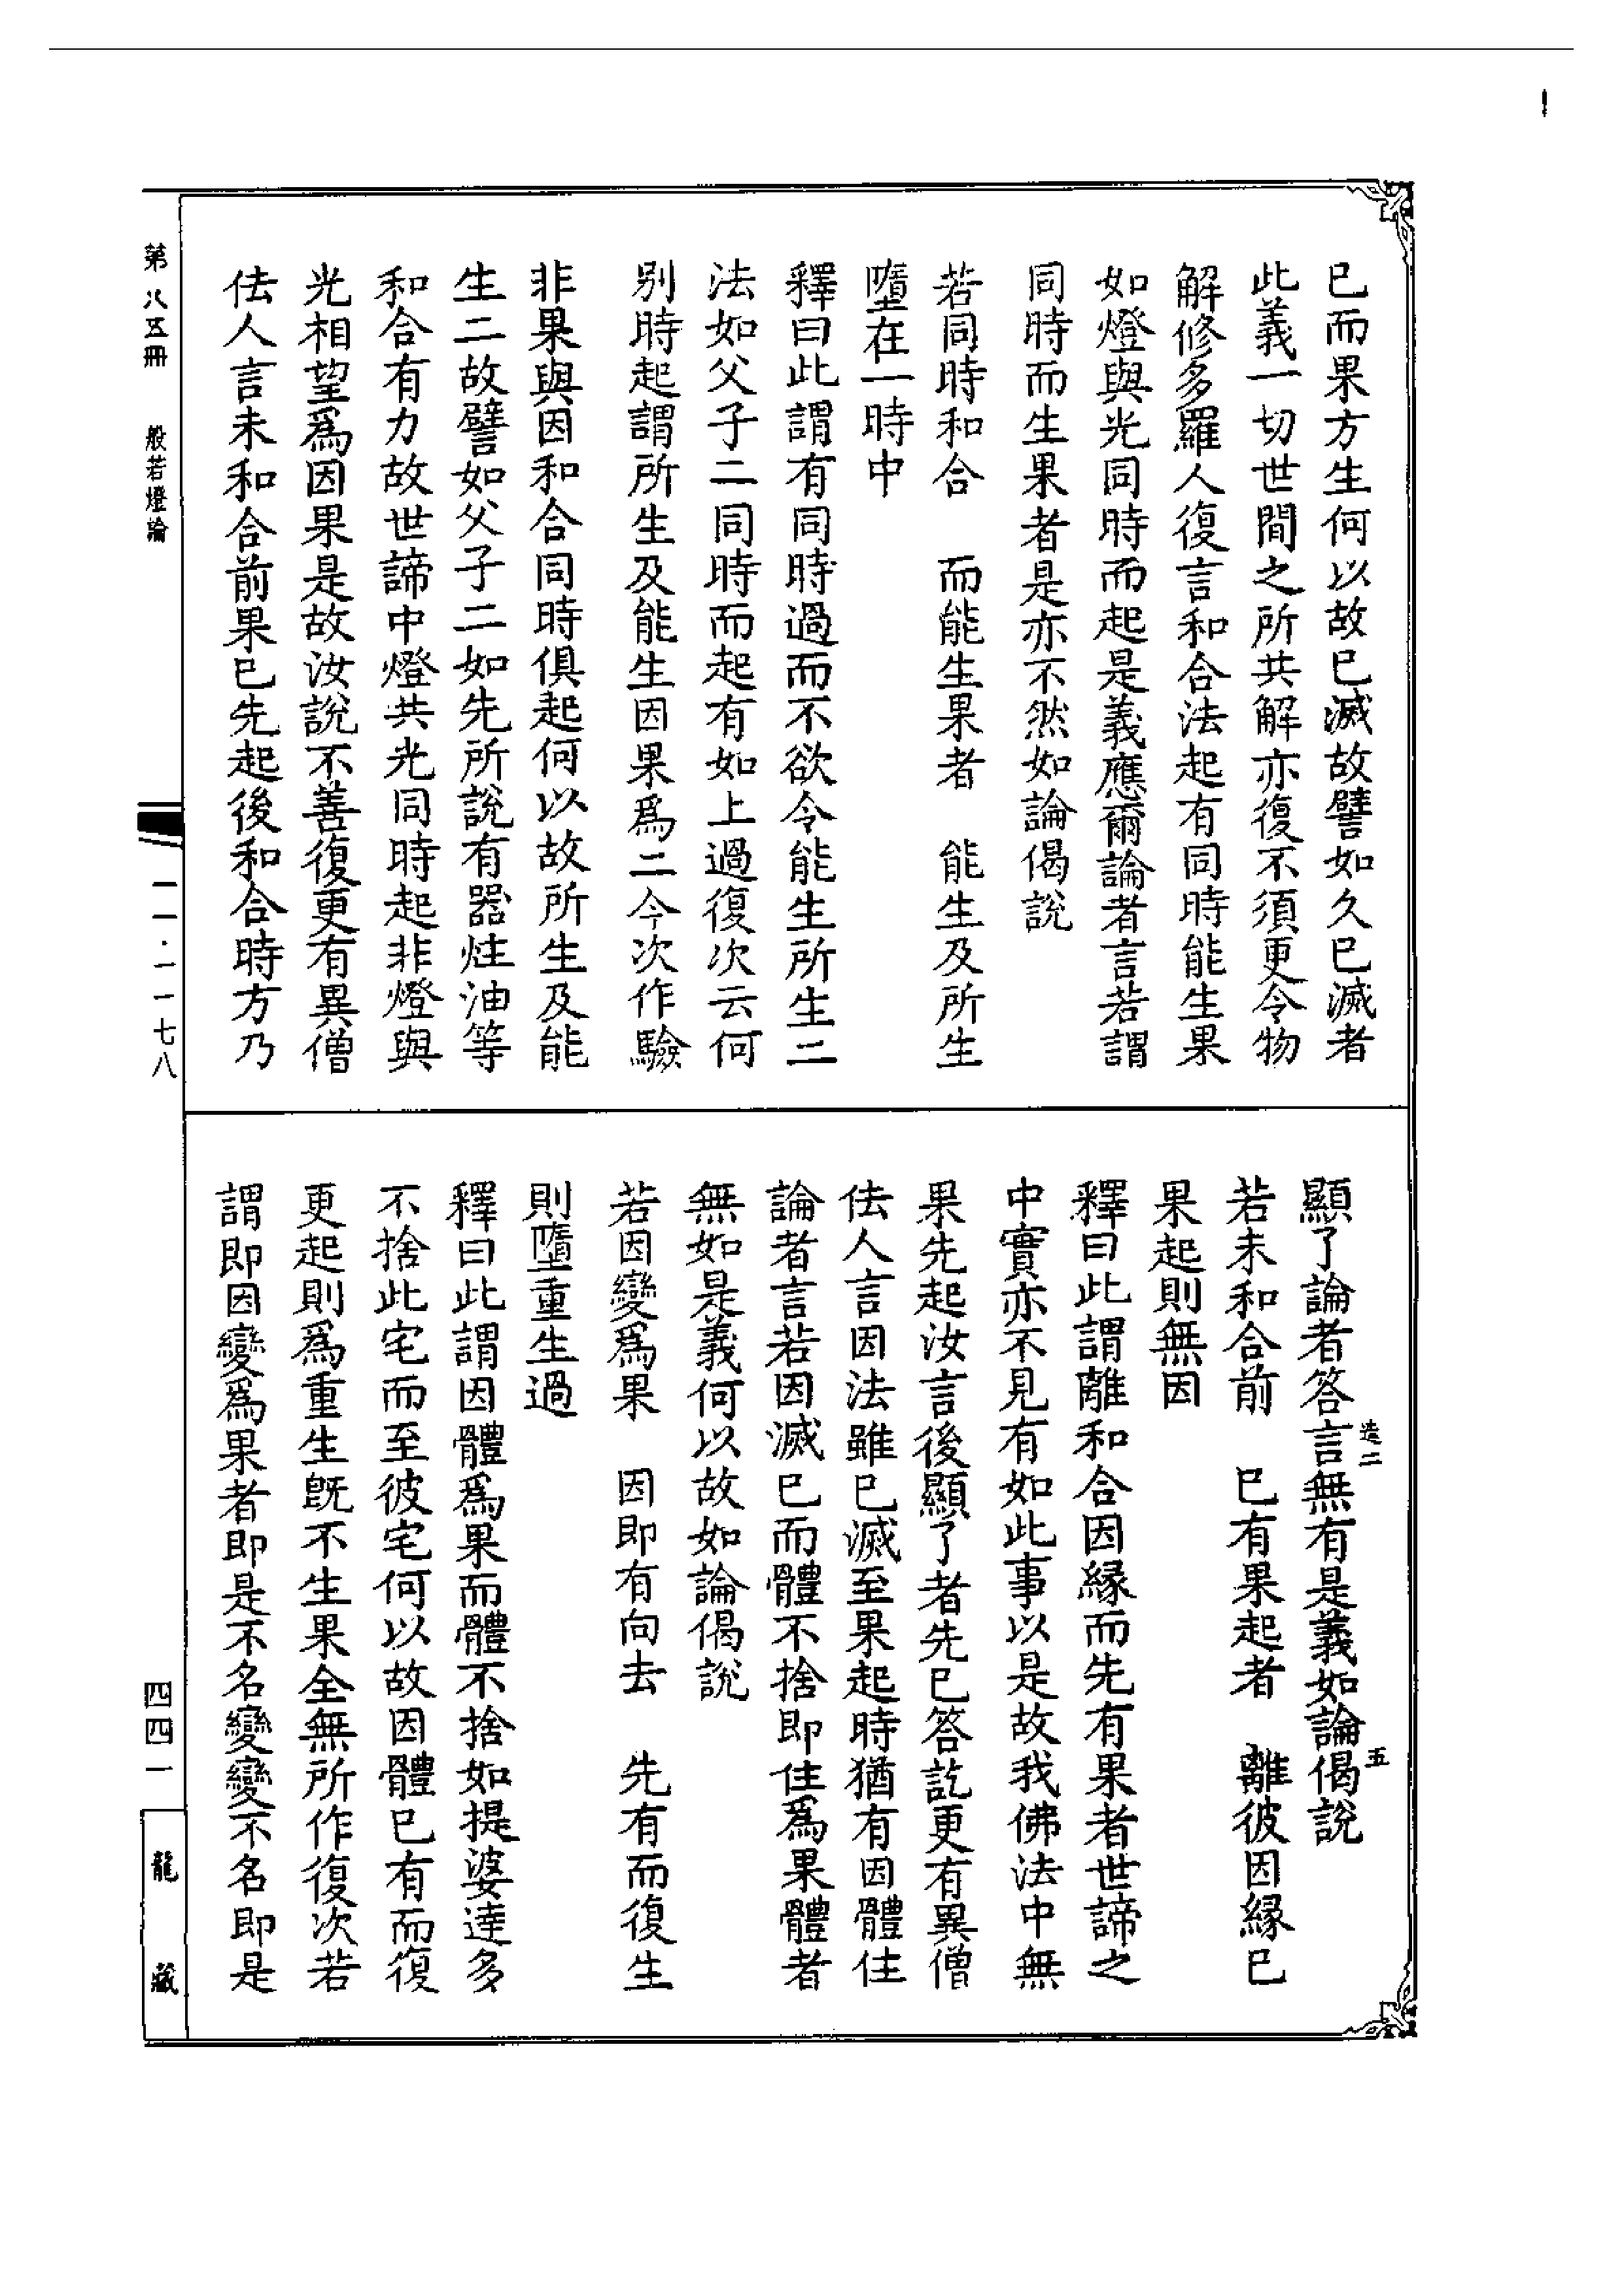 已而果方生何以故已滅故譬如久已滅者
此義一切世間之所共解亦復不須更令物
解修多羅人復言和合法起有同時能生果
如燈與光同時而起是義應爾論者言若謂
同時而生果者是亦不然如論偈說
若同時和合　而能生果者　能生及所生
墮在一時中
釋曰此謂有同時過而不欲令能生所生二
法如父子二同時而起有如上過復次云何
別時起謂所生及能生因果爲二今次作驗
非果與因和合同時俱起何以故所生及能
生二故譬如父子二如先所說有器炷油等
和合有力故世諦中燈共光同時起非燈與
光相望爲因果是故汝說不善復更有異僧
佉人言未和合前果已先起後和合時方乃
顯了論者答言無有是義如論偈說
若未和合前　已有果起者　離彼因緣已
果起則無因
釋曰此謂離和合因緣而先有果者世諦之
中實亦不見有如此事以是故我佛法中無
果先起汝言後顯了者先已答訖更有異僧
佉人言因法雖已滅至果起時猶有因體住
論者言若因滅已而體不捨即住爲果體者
無如是義何以故如論偈說
若因變爲果　因即有向去　先有而復生
則墮重生過
釋曰此謂因體爲果而體不捨如提婆達多
不捨此宅而至彼宅何以故因體已有而復
更起則爲重生既不生果全無所作復次若
謂即因變爲果者即是不名變變不名即是
造二
五
第八五冊　般若燈論
一一·一一七八
四四一
龍藏